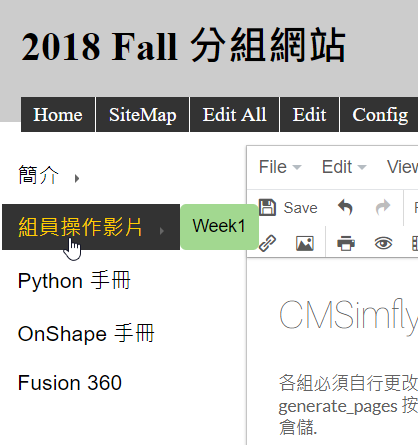 2018 Fall 分組網站
Home SiteMap Edit All Edit Config
簡介
組員操作影片 Week1
Python 手冊
OnShape 手冊
Fusion 360
File Edit View
Save
CMSimfly
各組必須自行更改
generate_pages 按
倉儲.